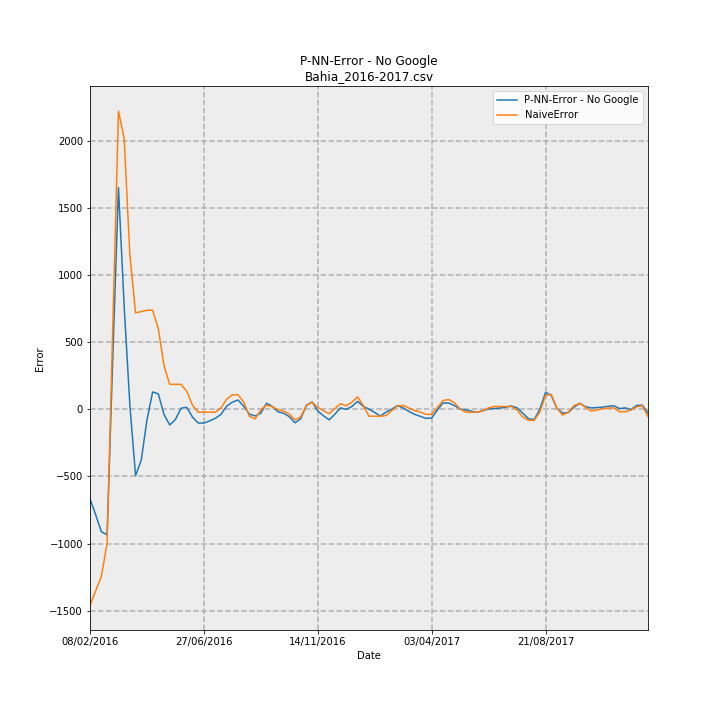 P-NN-Error - No Google
Bahia_2016-2017.csv
P-NN-Error - No Google
NaiveError
2000
1500
1000
500
0
−500
−1000
−1500
Error
08/02/2016
27/06/2016
14/11/2016
03/04/2017
21/08/2017
Date